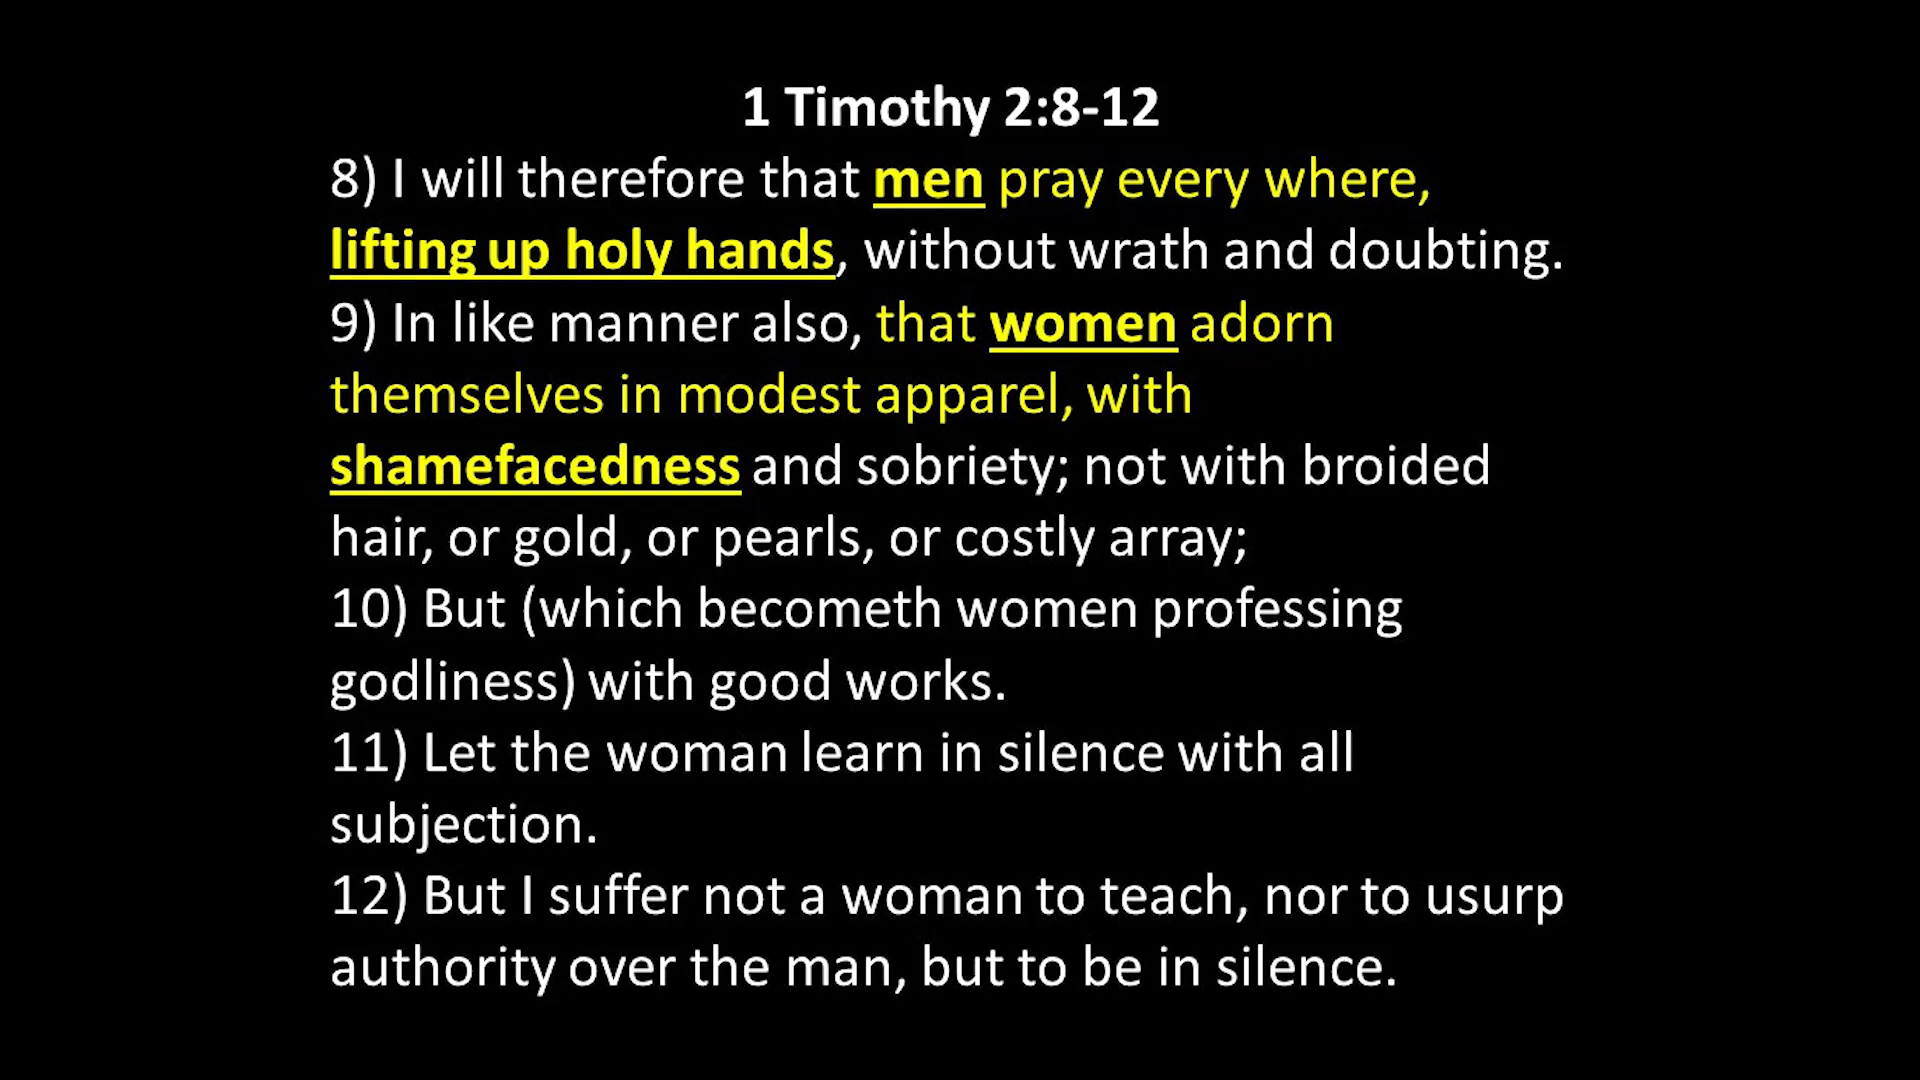 1 Timothy 2:8-12
8) I will therefore that men pray every where,
lifting up holy hands, without wrath and doubting.
9) In like manner also, that women adorn
themselves in modest apparel, with
shamefacedness and sobriety; not with broided
hair, or gold, or pearls, or costly array;
10) But (which becometh women professing
godliness) with good works.
11) Let the woman learn in silence with all
subjection.
12) But I suffer not a woman to teach, nor to usurp
authority over the man, but to be in silence.